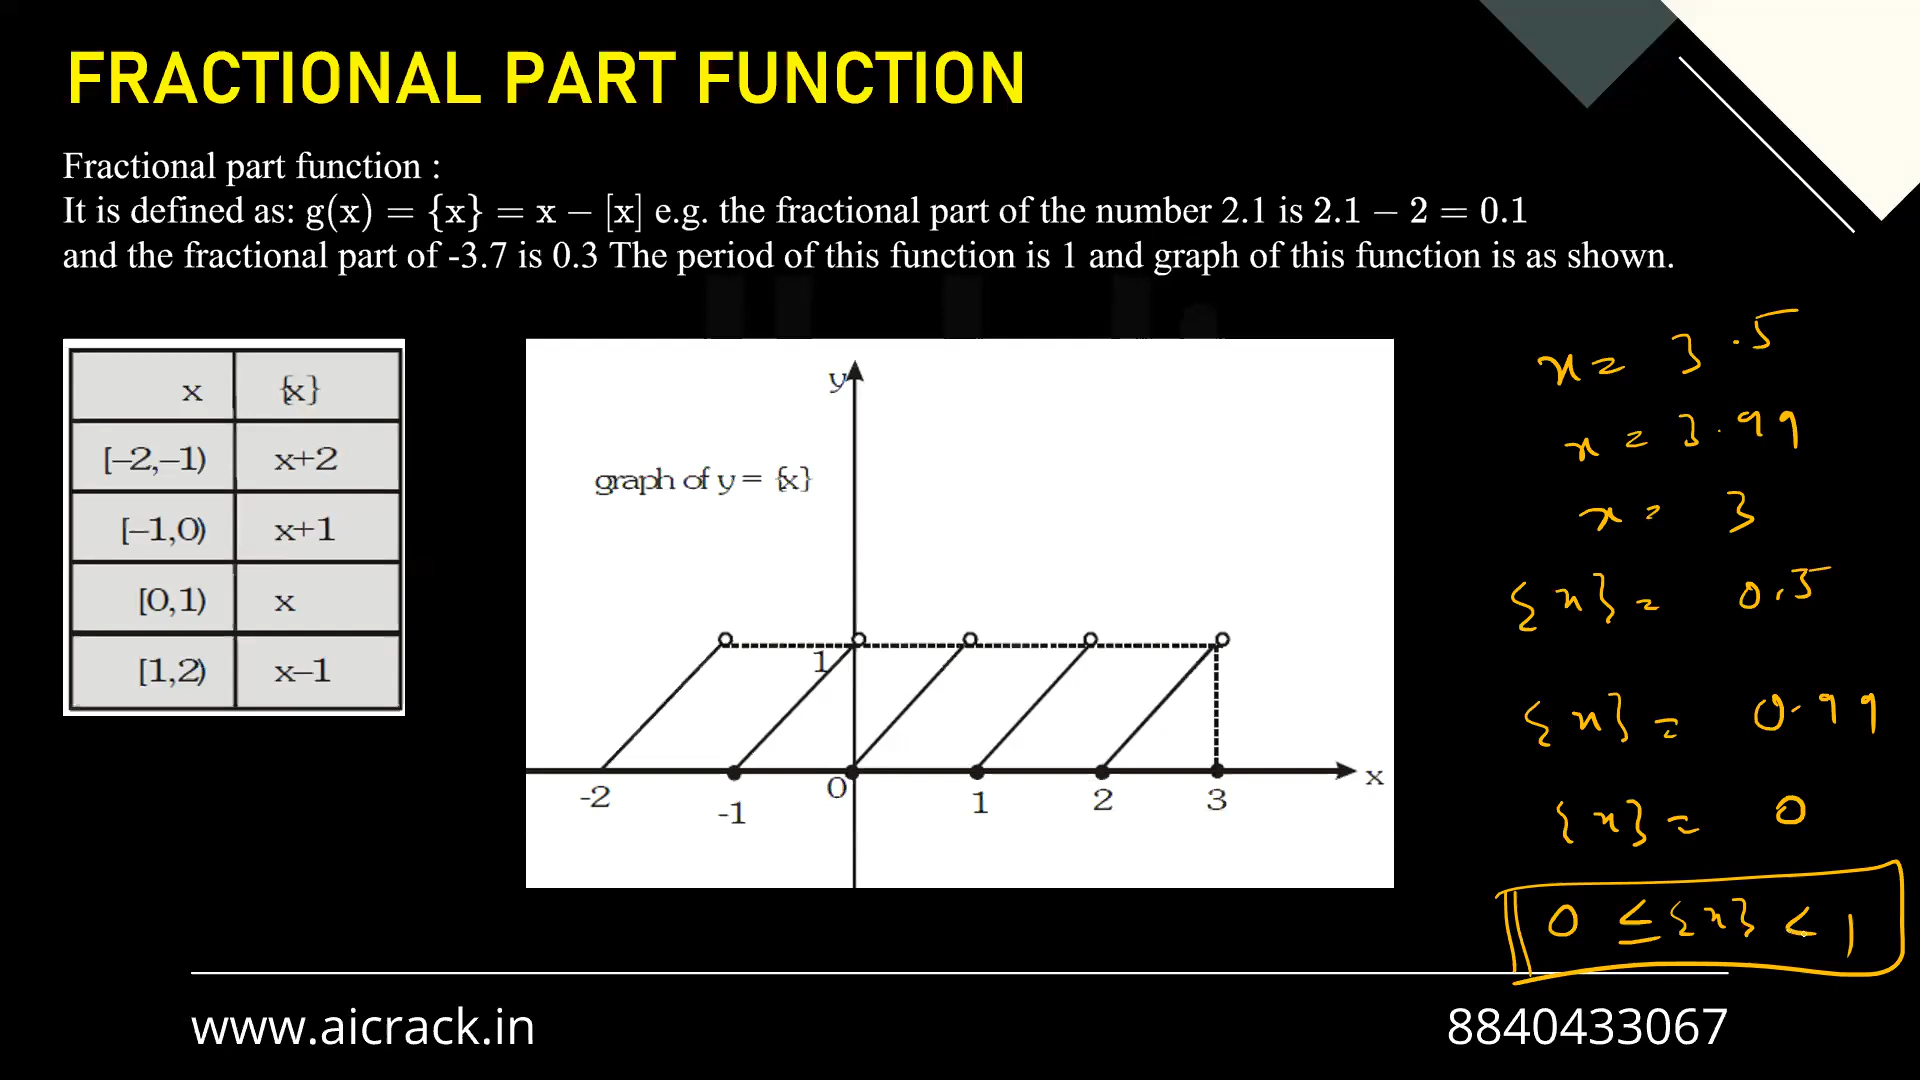 FRACTIONAL PART FUNCTION
Fractional part function :
It is defined as: g(x) = {x} = x − [x] e.g. the fractional part of the number 2.1 is 2.1 − 2 = 0.1
and the fractional part of -3.7 is 0.3 The period of this function is 1 and graph of this function is as shown.
x {x}
[–2,–1) x+2
[–1,0) x+1
[0,1) x
[1,2) x–1
y
graph of y = {x}
1
-2 -1 0 1 2 3 x
x = 3.5
x = 3.99
x = 3
{x} = 0.5
{x} = 0.99
{x} = 0
0 ≤ {x} < 1
www.aicrack.in
8840433067